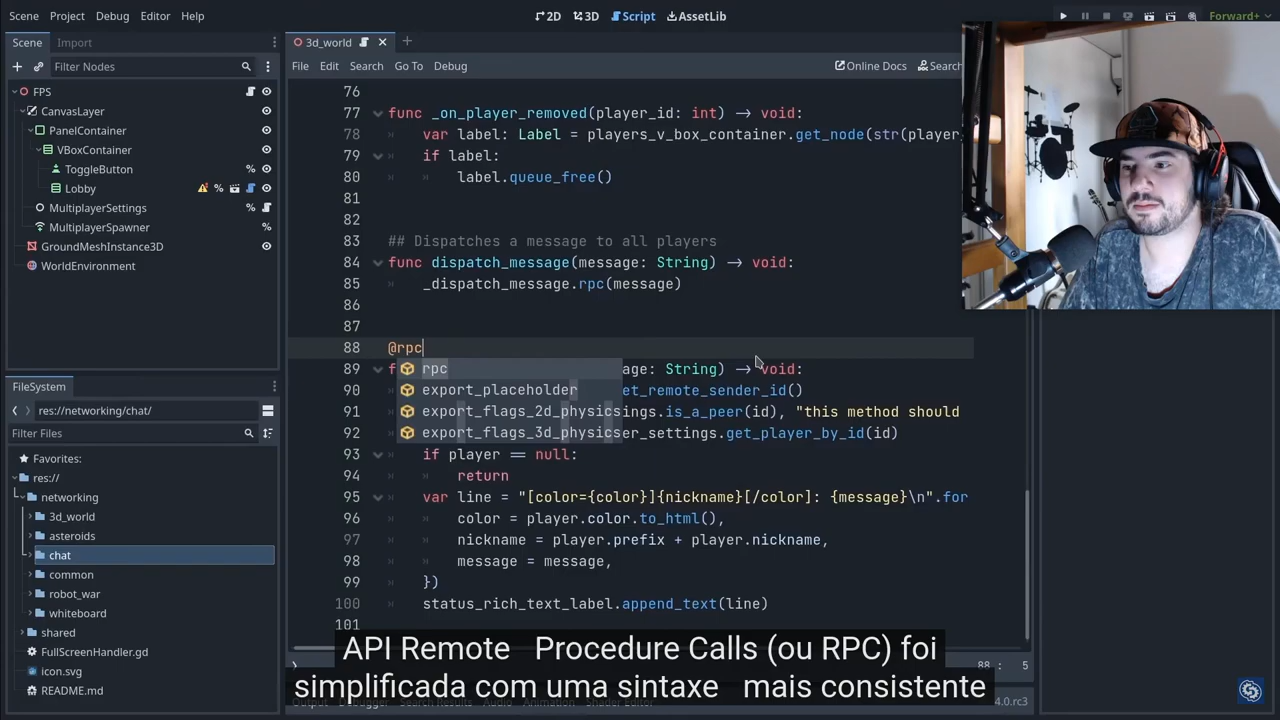 Scene Project Debug Editor Help
2D 3D Script AssetLib
Forward+
Scene Import
Filter Nodes
FPS
CanvasLayer
PanelContainer
VBoxContainer
ToggleButton %
Lobby %
MultiplayerSettings %
MultiplayerSpawner
GroundMeshInstance3D
WorldEnvironment
FileSystem
res://networking/chat/
Filter Files
Favorites:
res://
networking
3d_world
asteroids
chat
common
robot_war
whiteboard
shared
FullScreenHandler.gd
icon.svg
README.md
3d_world
File Edit Search Go To Debug
Online Docs Search
76
77 func _on_player_removed(player_id: int) -> void:
78 var label: Label = players_v_box_container.get_node(str(player
79 if label:
80 label.queue_free()
81
82
83 ## Dispatches a message to all players
84 func dispatch_message(message: String) -> void:
85 _dispatch_message.rpc(message)
86
87
88 @rpc
89 f age: String) -> void:
90 et_remote_sender_id()
91 ings.is_a_peer(id), "this method should
92 er_settings.get_player_by_id(id)
rpc
export_placeholder
export_flags_2d_physics
export_flags_3d_physics
93 if player == null:
94 return
95 var line = "[color={color}]{nickname}[/color]: {message}\n".for
96 color = player.color.to_html(),
97 nickname = player.prefix + player.nickname,
98 message = message,
99 })
100 status_rich_text_label.append_text(line)
101
88 : 5
4.0.rc3
API Remote Procedure Calls (ou RPC) foi
simplificada com uma sintaxe mais consistente